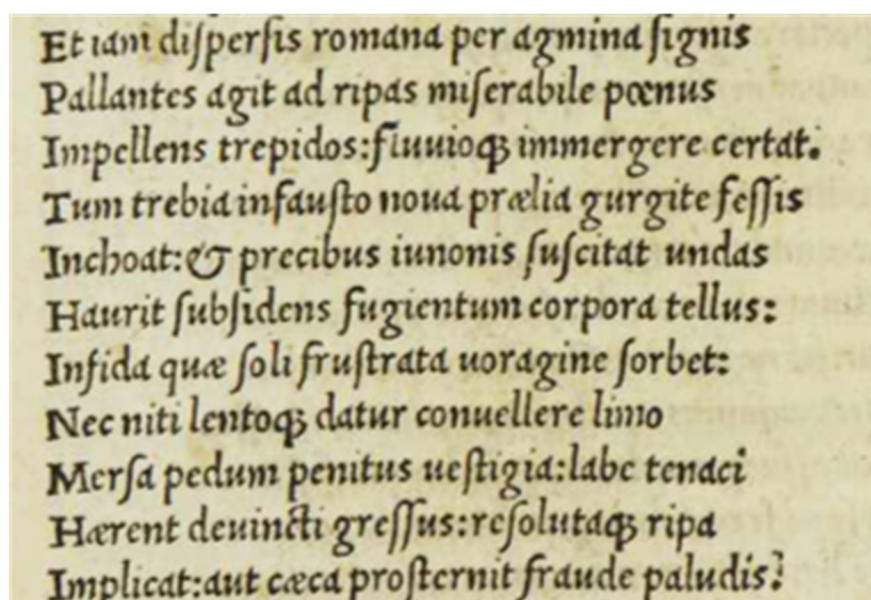 Et iam diſperſis romana per agmina ſignis
Pallantes agit ad ripas miſerabile pœnus
Impellens trepidos:fluuioqꝫ immergere certat.
Tum trebia infauſto noua prælia gurgite feſſis
Inchoat:& precibus iunonis ſuſcitat undas
Haurit ſubſidens fugientum corpora tellus:
Infida quæ ſoli fruſtrata uoragine ſorbet:
Nec niti lentoqꝫ datur conuellere limo
Merſa pedum penitus ueſtigia:labe tenaci
Hærent deuincti greſſus:reſolutaqꝫ ripa
Implicat:aut cæca proſternit fraude paludis?